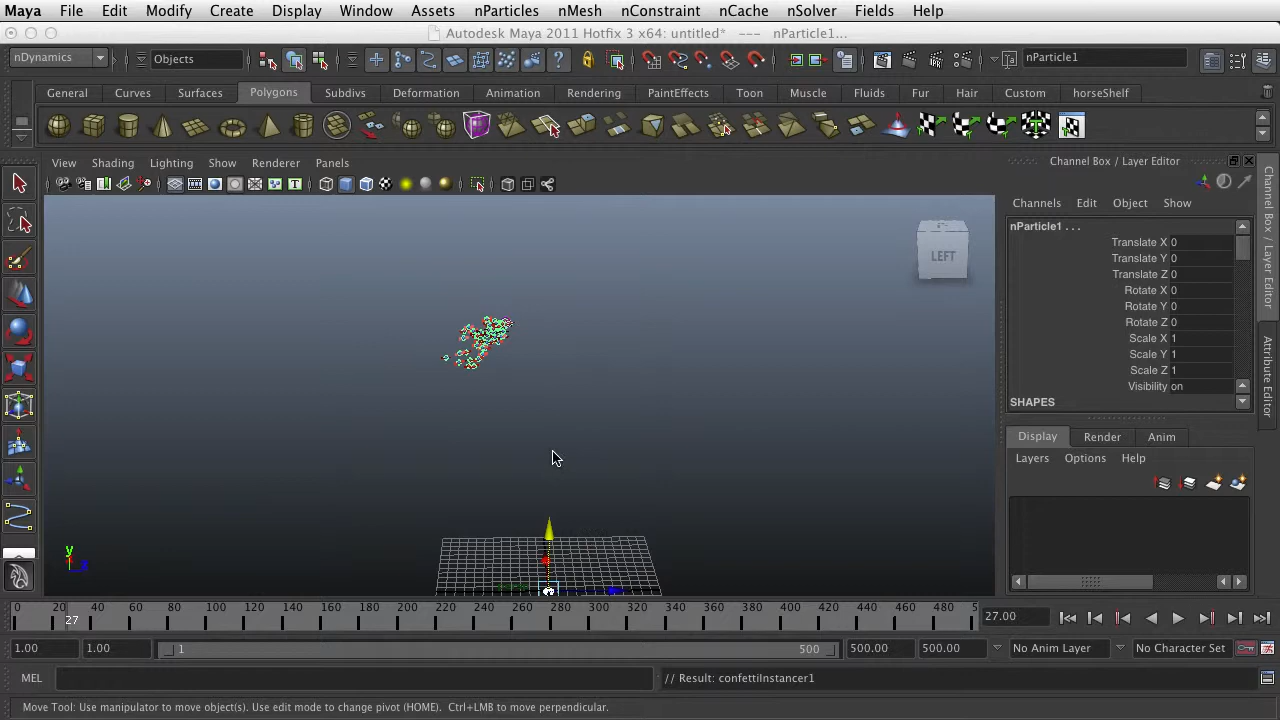 Maya File Edit Modify Create Display Window Assets nParticles nMesh nConstraint nCache nSolver Fields Help
Autodesk Maya 2011 Hotfix 3 x64: untitled* --- nParticle1...
nDynamics Objects nParticle1
General Curves Surfaces Polygons Subdivs Deformation Animation Rendering PaintEffects Toon Muscle Fluids Fur Hair Custom horseShelf
View Shading Lighting Show Renderer Panels
Channel Box / Layer Editor
Channels Edit Object Show
nParticle1 . . .
Translate X 0
Translate Y 0
Translate Z 0
Rotate X 0
Rotate Y 0
Rotate Z 0
Scale X 1
Scale Y 1
Scale Z 1
Visibility on
SHAPES
Channel Box / Layer Editor
Attribute Editor
LEFT
Display Render Anim
Layers Options Help
y
0 20 40 60 80 100 120 140 160 180 200 220 240 260 280 300 320 340 360 380 400 420 440 460 480 5
27
27.00
1.00 1.00 1 500 500.00 500.00 No Anim Layer No Character Set
MEL // Result: confettiInstancer1
Move Tool: Use manipulator to move object(s). Use edit mode to change pivot (HOME). Ctrl+LMB to move perpendicular.